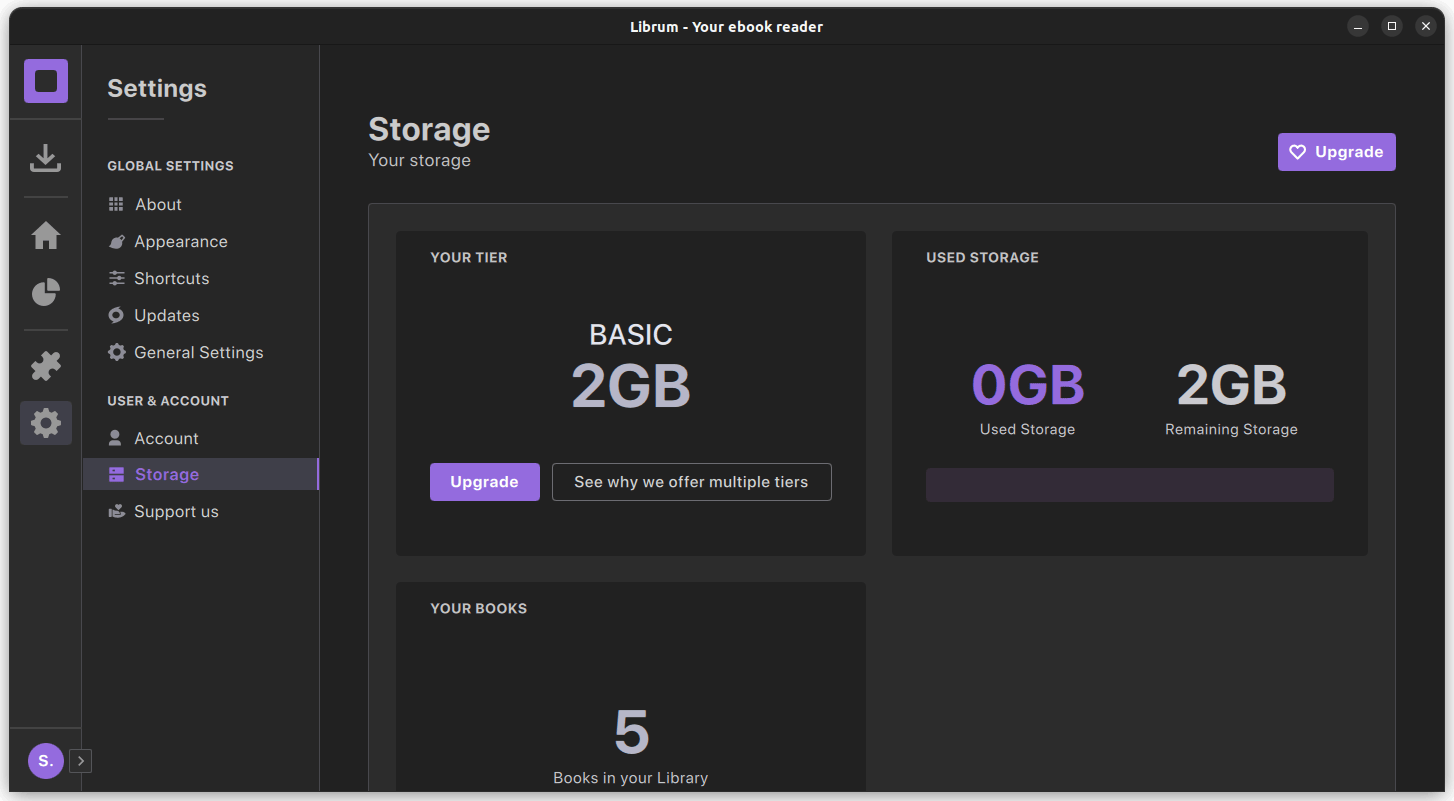 Librum - Your ebook reader
Settings
GLOBAL SETTINGS
About
Appearance
Shortcuts
Updates
General Settings
USER & ACCOUNT
Account
Storage
Support us
S.
Storage
Your storage
Upgrade
YOUR TIER
BASIC
2GB
Upgrade
See why we offer multiple tiers
USED STORAGE
0GB
Used Storage
2GB
Remaining Storage
YOUR BOOKS
5
Books in your Library